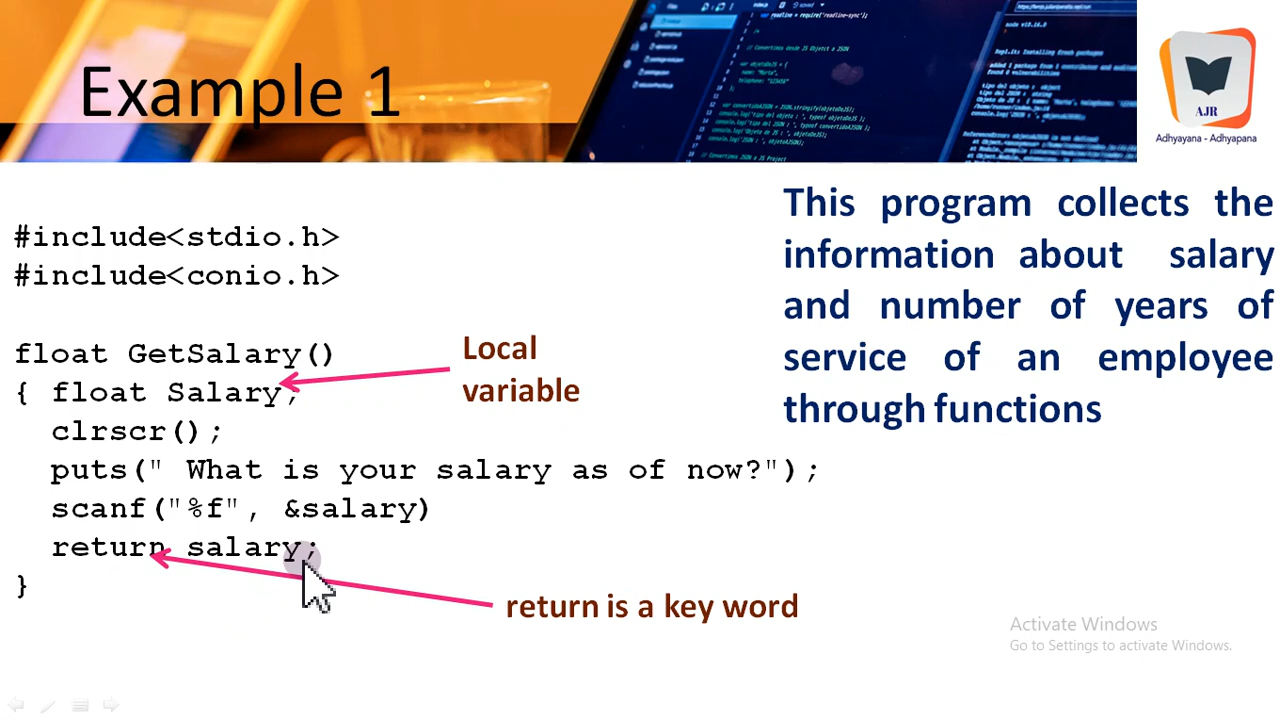 Example 1
AJR
Adhyayana - Adhyapana
This program collects the
information about salary
and number of years of
service of an employee
through functions
#include<stdio.h>
#include<conio.h>
float GetSalary()
{ float Salary;
clrscr();
puts(" What is your salary as of now?");
scanf("%f", &salary)
return salary;
}
Local
variable
return is a key word
Activate Windows
Go to Settings to activate Windows.